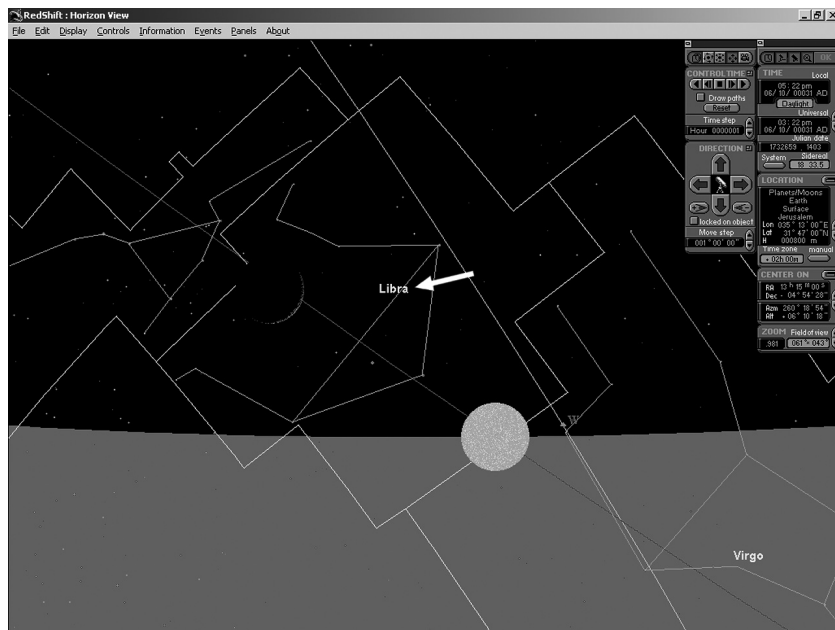 RedShift : Horizon View
File Edit Display Controls Information Events Panels About
OK
CONTROL TIME
Draw paths
Reset
Time step
Hour 0000001
DIRECTION
locked on object
Move step
001°00'00"
TIME Local
05:22 pm
06/10/00031 AD
Daylight
Universal
03:22 pm
06/10/00031 AD
Julian date
1732659 . 1403
System Sidereal
18:33.5
LOCATION
Planets/Moons
Earth
Surface
Jerusalem
Lon 035°13'00"E
Lat 31°47'00"N
H 000800 m
Time zone manual
+ 02h 00m
CENTER ON
RA 13h 15m 00s
Dec - 04°54'28"
Azm 260°18'54"
Alt + 06°10'18"
ZOOM Field of view
.981 061°×043°
Libra
W
Virgo